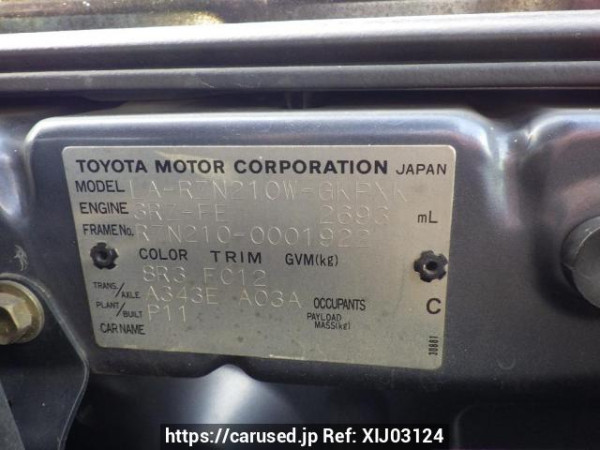 TOYOTA MOTOR CORPORATION JAPAN
MODEL LA-RZN210W-GKPXK
ENGINE 3RZ-FE 2693 mL
FRAME No. RZN210-0001922
COLOR TRIM GVM(kg)
8R3 FC12
TRANS./AXLE A343E A03A OCCUPANTS C
PLANT/BUILT P11 PAYLOAD MASS(kg)
CAR NAME
30881
https://carused.jp Ref: XIJ03124